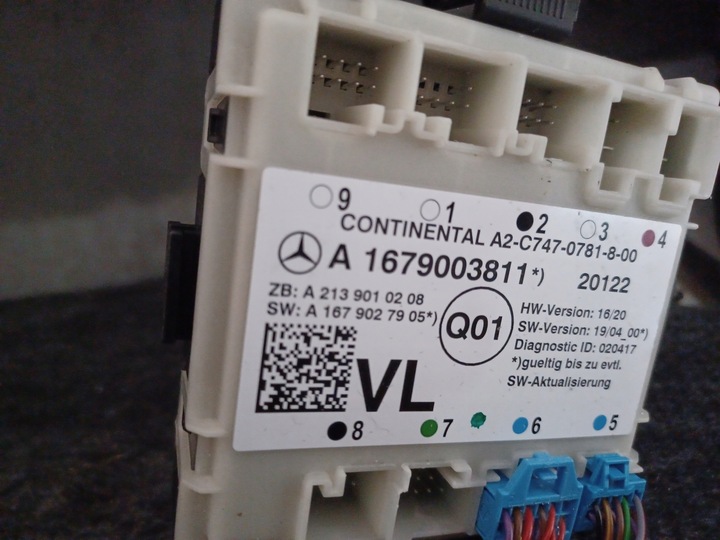 9 1 2 3 4
CONTINENTAL A2-C747-0781-8-00
A 1679003811*) 20122
ZB: A 213 901 02 08
SW: A 167 902 79 05*)
Q01
HW-Version: 16/20
SW-Version: 19/04_00*)
Diagnostic ID: 020417
*)gueltig bis zu evtl.
SW-Aktualisierung
VL
8 7 6 5